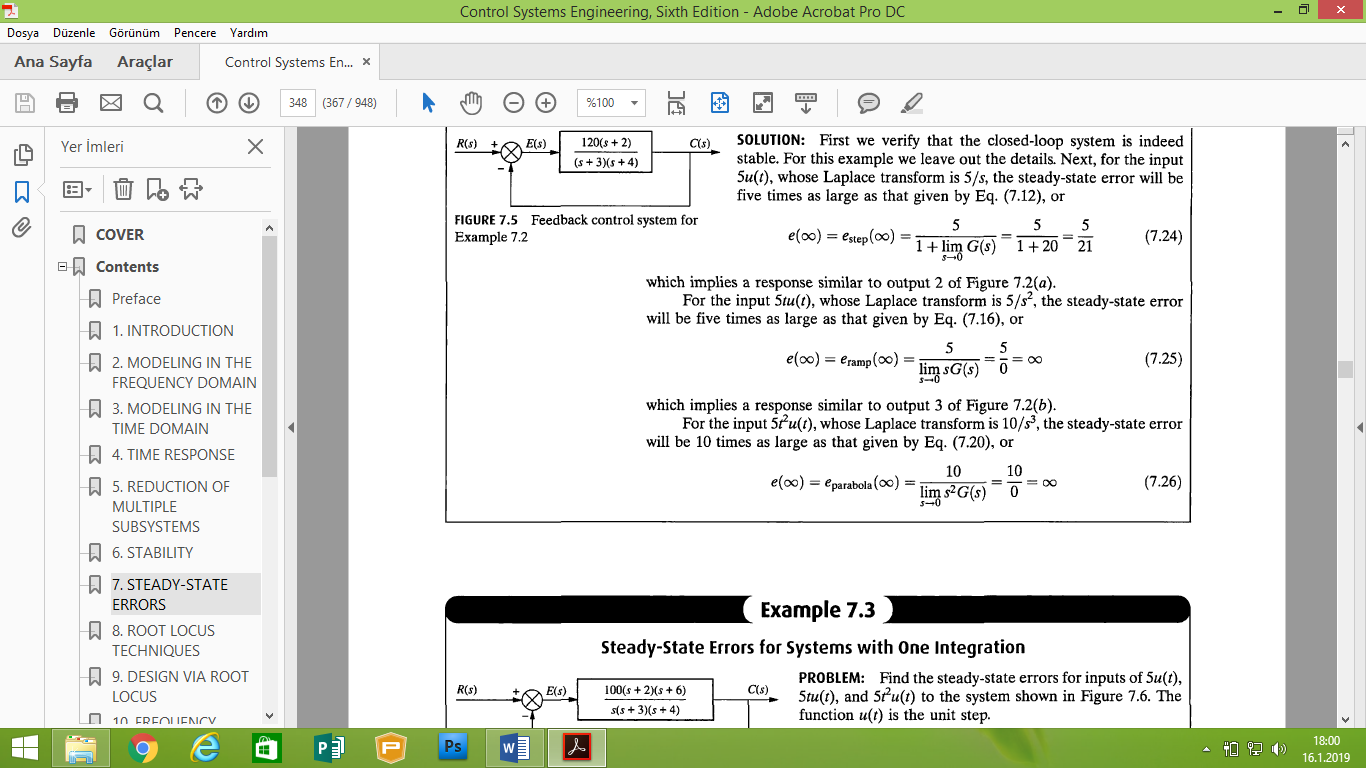 Control Systems Engineering, Sixth Edition - Adobe Acrobat Pro DC
Dosya Düzenle Görünüm Pencere Yardım
Ana Sayfa Araçlar Control Systems En... ×
348 (367 / 948) %100
Yer İmleri
COVER
Contents
Preface
1. INTRODUCTION
2. MODELING IN THE
FREQUENCY DOMAIN
3. MODELING IN THE
TIME DOMAIN
4. TIME RESPONSE
5. REDUCTION OF
MULTIPLE
SUBSYSTEMS
6. STABILITY
7. STEADY-STATE
ERRORS
8. ROOT LOCUS
TECHNIQUES
9. DESIGN VIA ROOT
LOCUS
10. FREQUENCY
R(s) + E(s) 120(s + 2) C(s)
(s + 3)(s + 4)
−
FIGURE 7.5 Feedback control system for
Example 7.2
SOLUTION: First we verify that the closed-loop system is indeed
stable. For this example we leave out the details. Next, for the input
5u(t), whose Laplace transform is 5/s, the steady-state error will be
five times as large as that given by Eq. (7.12), or
e(∞) = e_step(∞) = 5 / (1 + lim s→0 G(s)) = 5 / (1 + 20) = 5/21 (7.24)
which implies a response similar to output 2 of Figure 7.2(a).
For the input 5tu(t), whose Laplace transform is 5/s², the steady-state error
will be five times as large as that given by Eq. (7.16), or
e(∞) = e_ramp(∞) = 5 / (lim s→0 sG(s)) = 5/0 = ∞ (7.25)
which implies a response similar to output 3 of Figure 7.2(b).
For the input 5t²u(t), whose Laplace transform is 10/s³, the steady-state error
will be 10 times as large as that given by Eq. (7.20), or
e(∞) = e_parabola(∞) = 10 / (lim s→0 s²G(s)) = 10/0 = ∞ (7.26)
Example 7.3
Steady-State Errors for Systems with One Integration
R(s) + E(s) 100(s + 2)(s + 6) C(s)
s(s + 3)(s + 4)
−
PROBLEM: Find the steady-state errors for inputs of 5u(t),
5tu(t), and 5t²u(t) to the system shown in Figure 7.6. The
function u(t) is the unit step.
Ps
18:00
16.1.2019